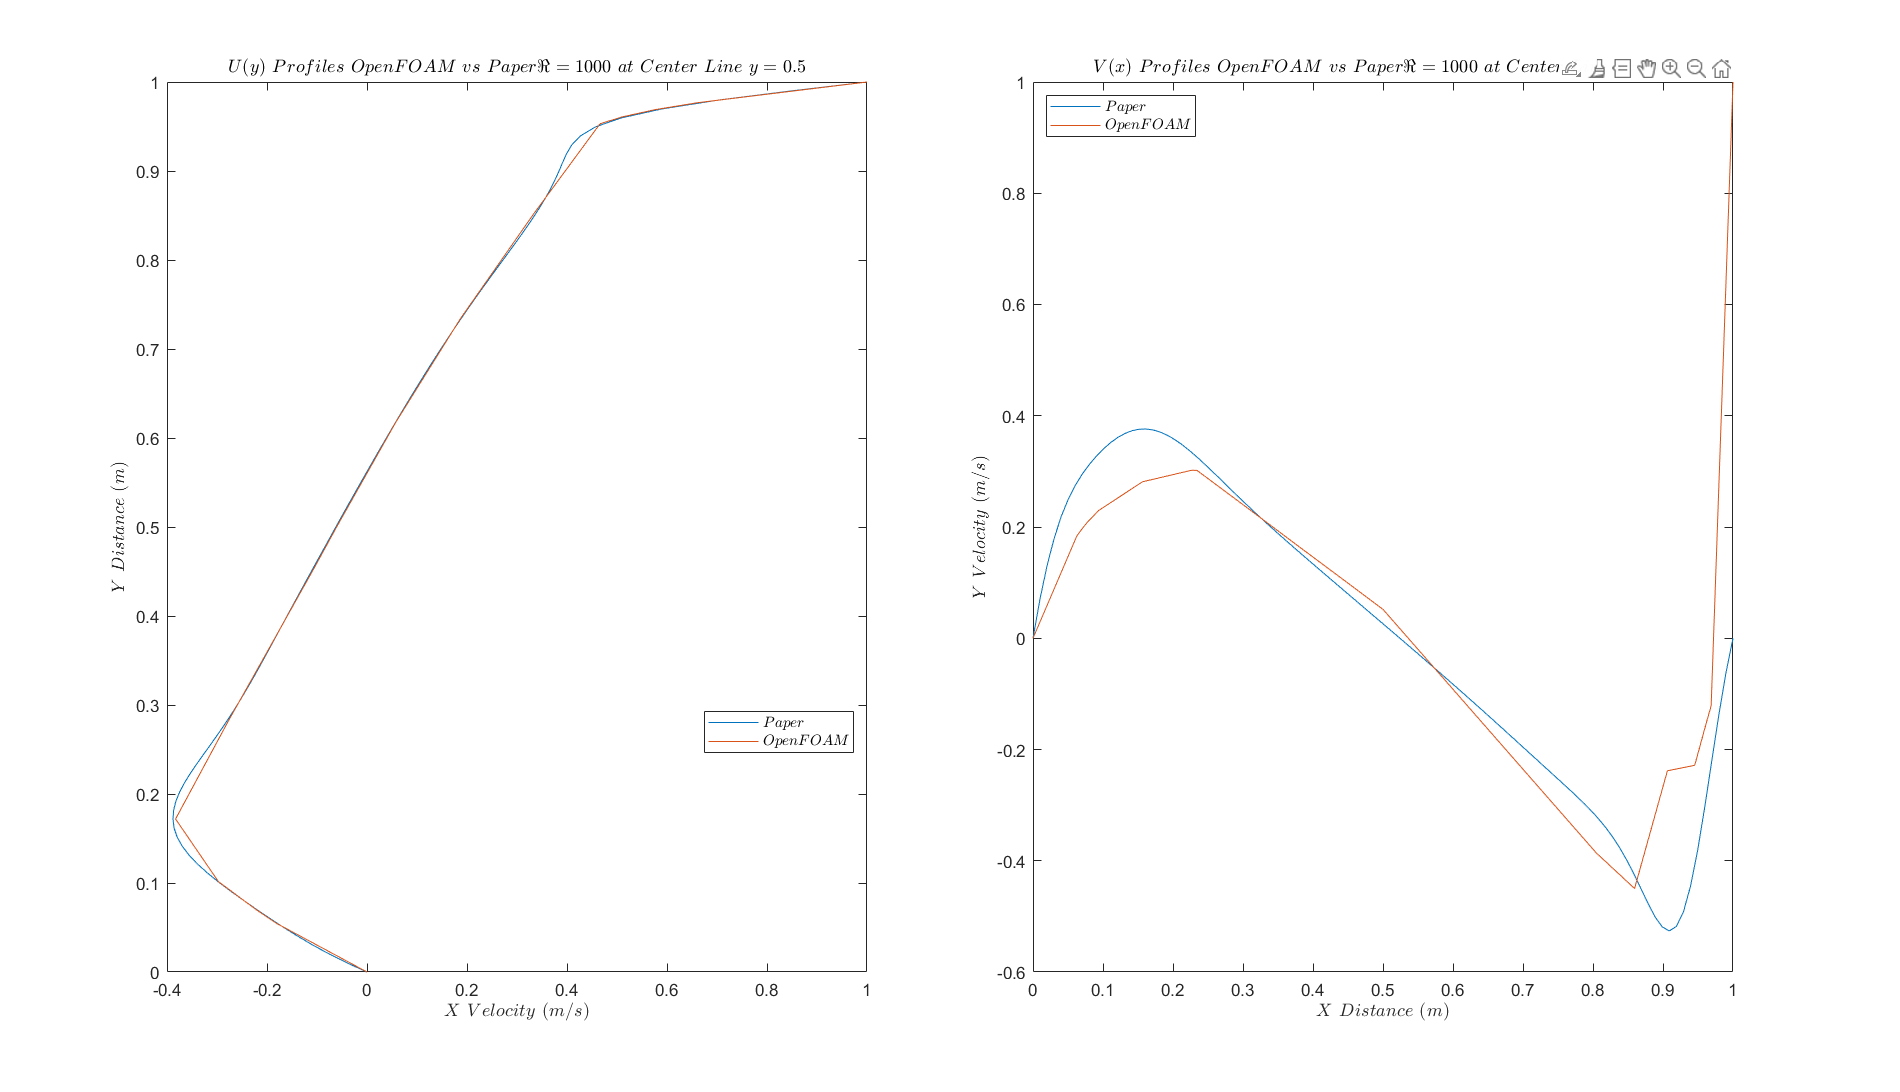 U(y) Profiles OpenFOAM vs Paperℜ = 1000 at Center Line y = 0.5
1
0.9
0.8
0.7
0.6
0.5
0.4
0.3
0.2
0.1
0
Y Distance (m)
Paper
OpenFOAM
-0.4 -0.2 0 0.2 0.4 0.6 0.8 1
X Velocity (m/s)
V(x) Profiles OpenFOAM vs Paperℜ = 1000 at Center
1
0.8
0.6
0.4
0.2
0
-0.2
-0.4
-0.6
Y Velocity (m/s)
Paper
OpenFOAM
0 0.1 0.2 0.3 0.4 0.5 0.6 0.7 0.8 0.9 1
X Distance (m)